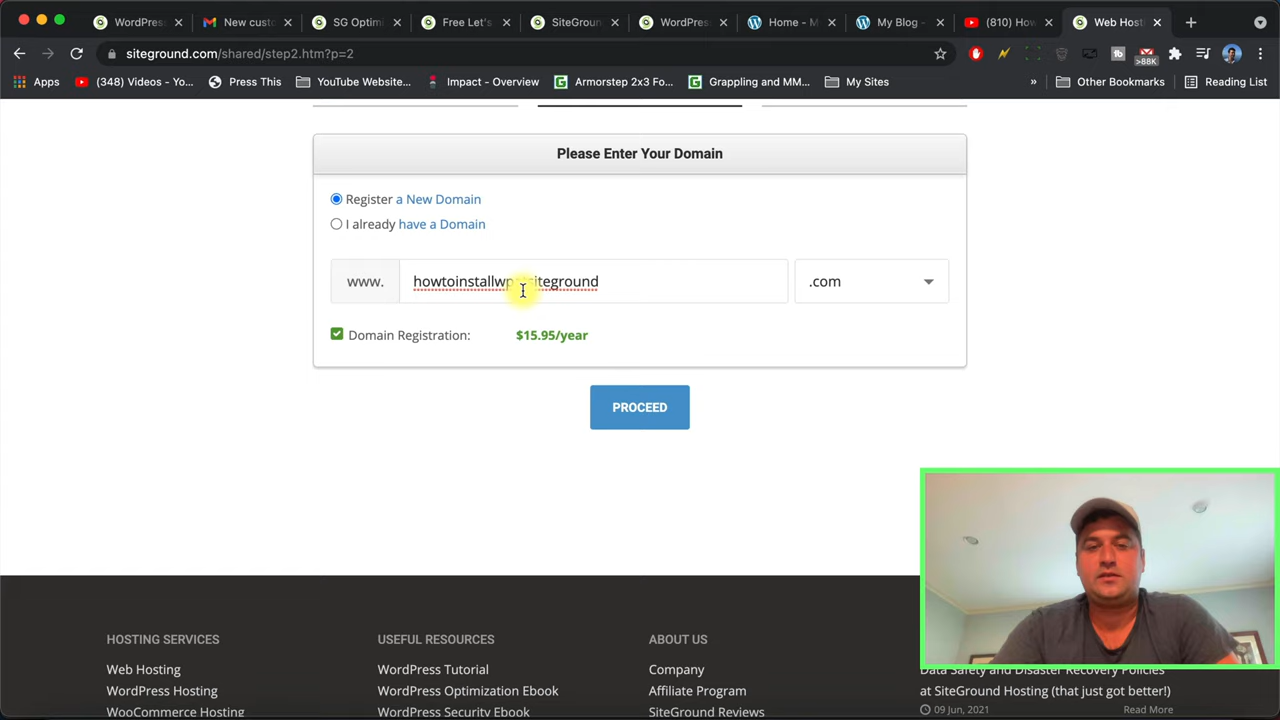 WordPres
New custo
SG Optimi
Free Let's
SiteGroun
WordPress
Home - M
My Blog -
(810) How
Web Host
siteground.com/shared/step2.htm?p=2
>88K
Apps
(348) Videos - Yo...
Press This
YouTube Website...
Impact - Overview
Armorstep 2x3 Fo...
Grappling and MM...
My Sites
»
Other Bookmarks
Reading List
Please Enter Your Domain
Register a New Domain
I already have a Domain
www.
.com
Domain Registration:
$15.95/year
PROCEED
HOSTING SERVICES
USEFUL RESOURCES
ABOUT US
Web Hosting
WordPress Tutorial
Company
Data Safety and Disaster Recovery Policies
WordPress Hosting
WordPress Optimization Ebook
Affiliate Program
at SiteGround Hosting (that just got better!)
WooCommerce Hosting
WordPress Security Ebook
SiteGround Reviews
09 Jun, 2021
Read More